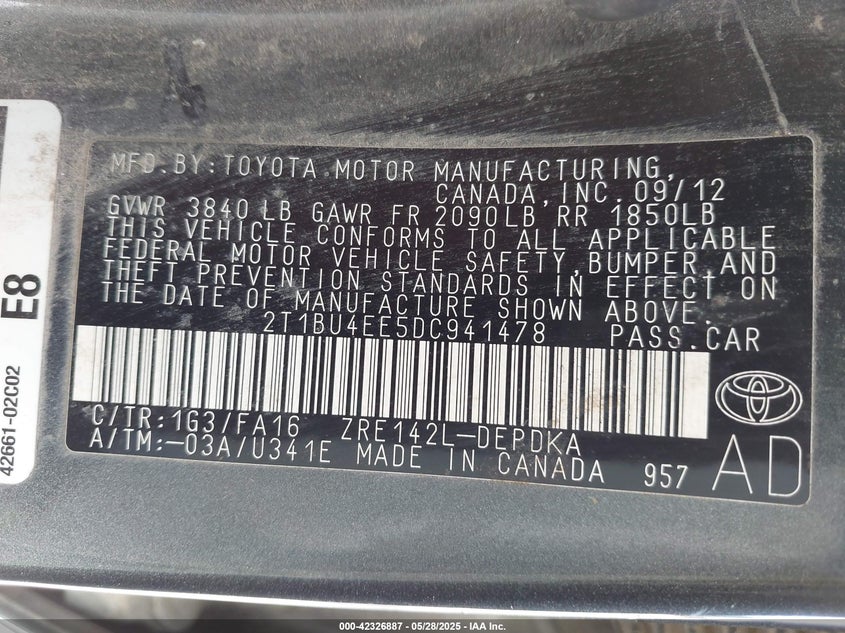 MFD.BY:TOYOTA MOTOR MANUFACTURING,
CANADA,INC. 09/12
GVWR 3840 LB GAWR FR 2090LB RR 1850LB
THIS VEHICLE CONFORMS TO ALL APPLICABLE
FEDERAL MOTOR VEHICLE SAFETY,BUMPER,AND
THEFT PREVENTION STANDARDS IN EFFECT ON
THE DATE OF MANUFACTURE SHOWN ABOVE.
2T1BU4EE5DC941478 PASS.CAR
C/TR:1G3/FA16 ZRE142L-DEPDKA
A/TM:-03A/U341E MADE IN CANADA 957
AD
E8
42661-02C02
000-42326887 - 05/28/2025 - IAA Inc.